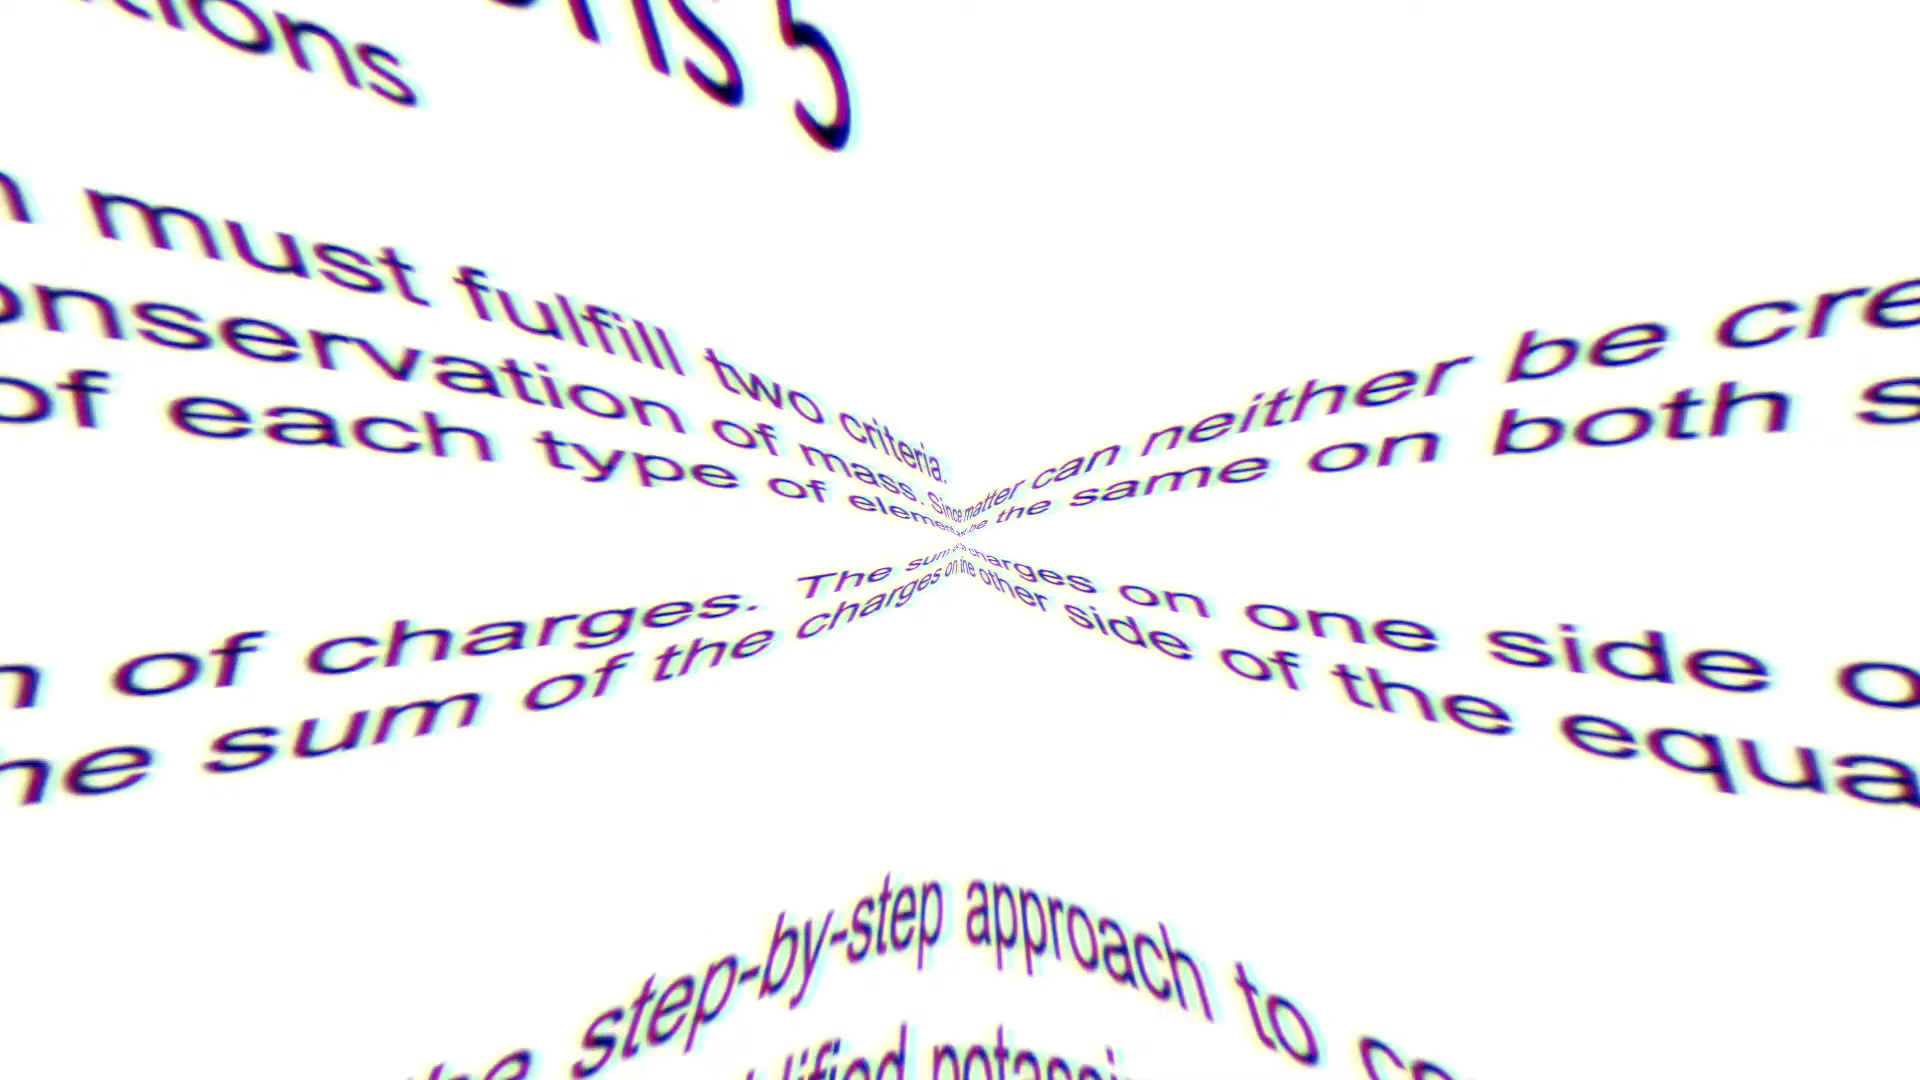 must fulfill two criteria.
onservation of mass. Since matter can neither be cre
of each type of element be the same on both s
of charges. The sum charges on one side o
he sum of the charges on the other side of the equa
the step-by-step approach to co